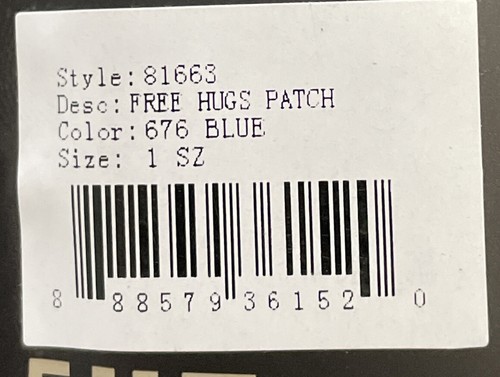 Style: 81663
Desc: FREE HUGS PATCH
Color: 676 BLUE
Size: 1 SZ
8 88579 36152 0